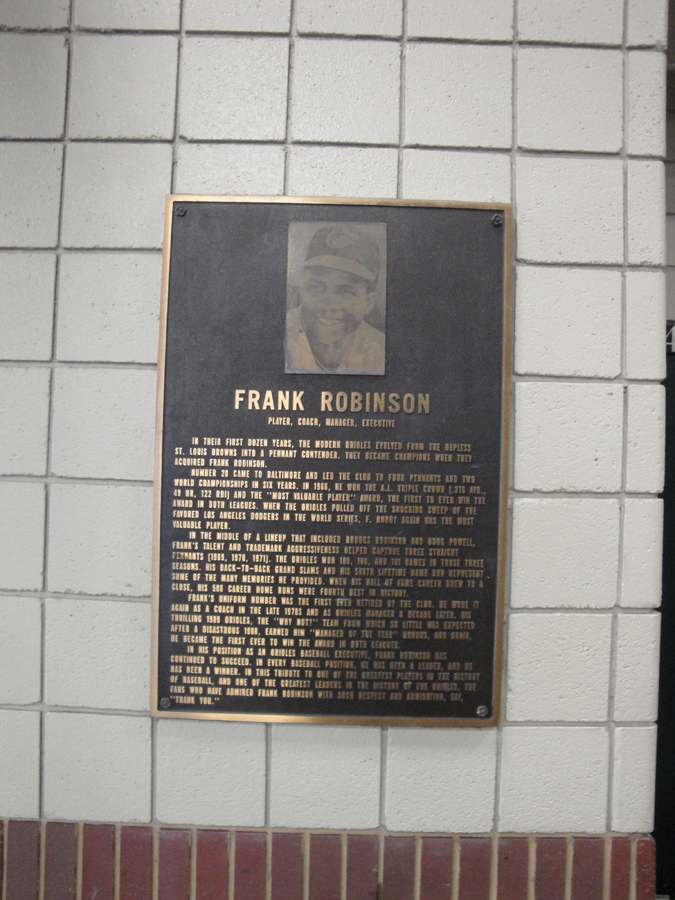 FRANK ROBINSON
PLAYER, COACH, MANAGER, EXECUTIVE
IN THEIR FIRST DOZEN YEARS, THE MODERN ORIOLES EVOLVED FROM THE HAPLESS
ST. LOUIS BROWNS INTO A PENNANT CONTENDER. THEY BECAME CHAMPIONS WHEN THEY
ACQUIRED FRANK ROBINSON.
NUMBER 20 CAME TO BALTIMORE AND LED THE CLUB TO FOUR PENNANTS AND TWO
WORLD CHAMPIONSHIPS IN SIX YEARS. IN 1966, HE WON THE A.L. TRIPLE CROWN (.316 AVG.,
49 HR, 122 RBI) AND THE "MOST VALUABLE PLAYER" AWARD, THE FIRST TO EVER WIN THE
AWARD IN BOTH LEAGUES. WHEN THE ORIOLES PULLED OFF THE SHOCKING SWEEP OF THE
FAVORED LOS ANGELES DODGERS IN THE WORLD SERIES, F. ROBBY AGAIN WAS THE MOST
VALUABLE PLAYER.
IN THE MIDDLE OF A LINEUP THAT INCLUDED BROOKS ROBINSON AND BOOG POWELL,
FRANK'S TALENT AND TRADEMARK AGGRESSIVENESS HELPED CAPTURE THREE STRAIGHT
PENNANTS (1969, 1970, 1971). THE ORIOLES WON 109, 108, AND 101 GAMES IN THOSE THREE
SEASONS. HIS BACK-TO-BACK GRAND SLAMS AND HIS 500TH LIFETIME HOME RUN REPRESENT
SOME OF THE MANY MEMORIES HE PROVIDED. WHEN HIS HALL OF FAME CAREER DREW TO A
CLOSE, HIS 586 CAREER HOME RUNS WERE FOURTH BEST IN HISTORY.
FRANK'S UNIFORM NUMBER WAS THE FIRST EVER RETIRED BY THE CLUB. HE WORE IT
AGAIN AS A COACH IN THE LATE 1970S AND AS ORIOLES MANAGER A DECADE LATER. HIS
THRILLING 1989 ORIOLES, THE "WHY NOT?" TEAM FROM WHICH SO LITTLE WAS EXPECTED
AFTER A DISASTROUS 1988, EARNED HIM "MANAGER OF THE YEAR" HONORS, AND AGAIN,
HE BECAME THE FIRST EVER TO WIN THE AWARD IN BOTH LEAGUES.
IN HIS POSITION AS AN ORIOLES BASEBALL EXECUTIVE, FRANK ROBINSON HAS
CONTINUED TO SUCCEED. IN EVERY BASEBALL POSITION, HE HAS BEEN A LEADER, AND HE
HAS BEEN A WINNER. IN THIS TRIBUTE TO ONE OF THE GREATEST PLAYERS IN THE HISTORY
OF BASEBALL, AND ONE OF THE GREATEST LEADERS IN THE HISTORY OF THE ORIOLES, THE
FANS WHO HAVE ADMIRED FRANK ROBINSON WITH SUCH RESPECT AND ADMIRATION, SAY,
"THANK YOU."